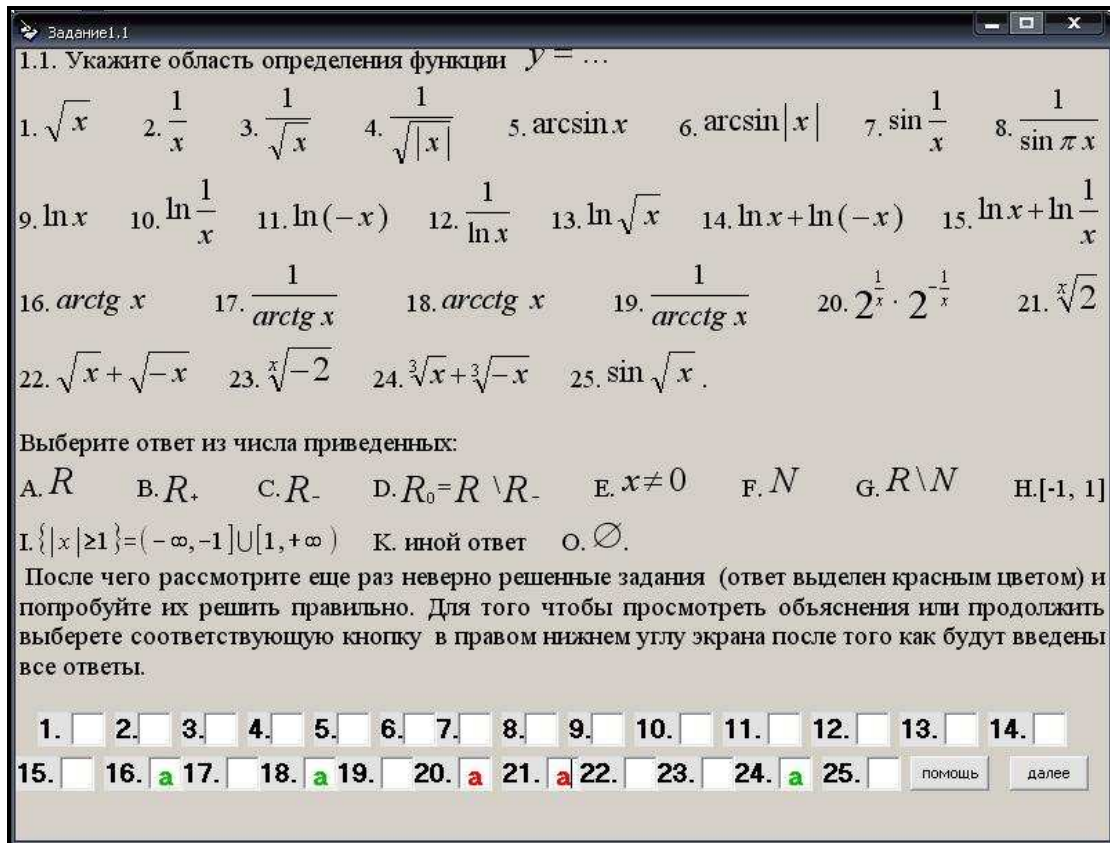 Задание1.1
1.1. Укажите область определения функции y = ...
1. √x 2. 1/x 3. 1/√x 4. 1/√|x| 5. arcsin x 6. arcsin|x| 7. sin 1/x 8. 1/sin π x
9. ln x 10. ln 1/x 11. ln(−x) 12. 1/ln x 13. ln √x 14. ln x + ln(−x) 15. ln x + ln 1/x
16. arctg x 17. 1/arctg x 18. arcctg x 19. 1/arcctg x 20. 2^(1/x) · 2^(−1/x) 21. ˣ√2
22. √x + √−x 23. ˣ√−2 24. ³√x + ³√−x 25. sin √x .
Выберите ответ из числа приведенных:
A. R B. R₊ C. R₋ D. R₀=R \R₋ E. x≠0 F. N G. R\N H.[-1, 1]
I. {|x|≥1}=(−∞,−1]∪[1,+∞) К. иной ответ O. ∅.
После чего рассмотрите еще раз неверно решенные задания (ответ выделен красным цветом) и
попробуйте их решить правильно. Для того чтобы просмотреть объяснения или продолжить
выберете соответствующую кнопку в правом нижнем углу экрана после того как будут введены
все ответы.
1. 2. 3. 4. 5. 6. 7. 8. 9. 10. 11. 12. 13. 14.
15. 16. a 17. 18. a 19. 20. a 21. a 22. 23. 24. a 25. помощь далее